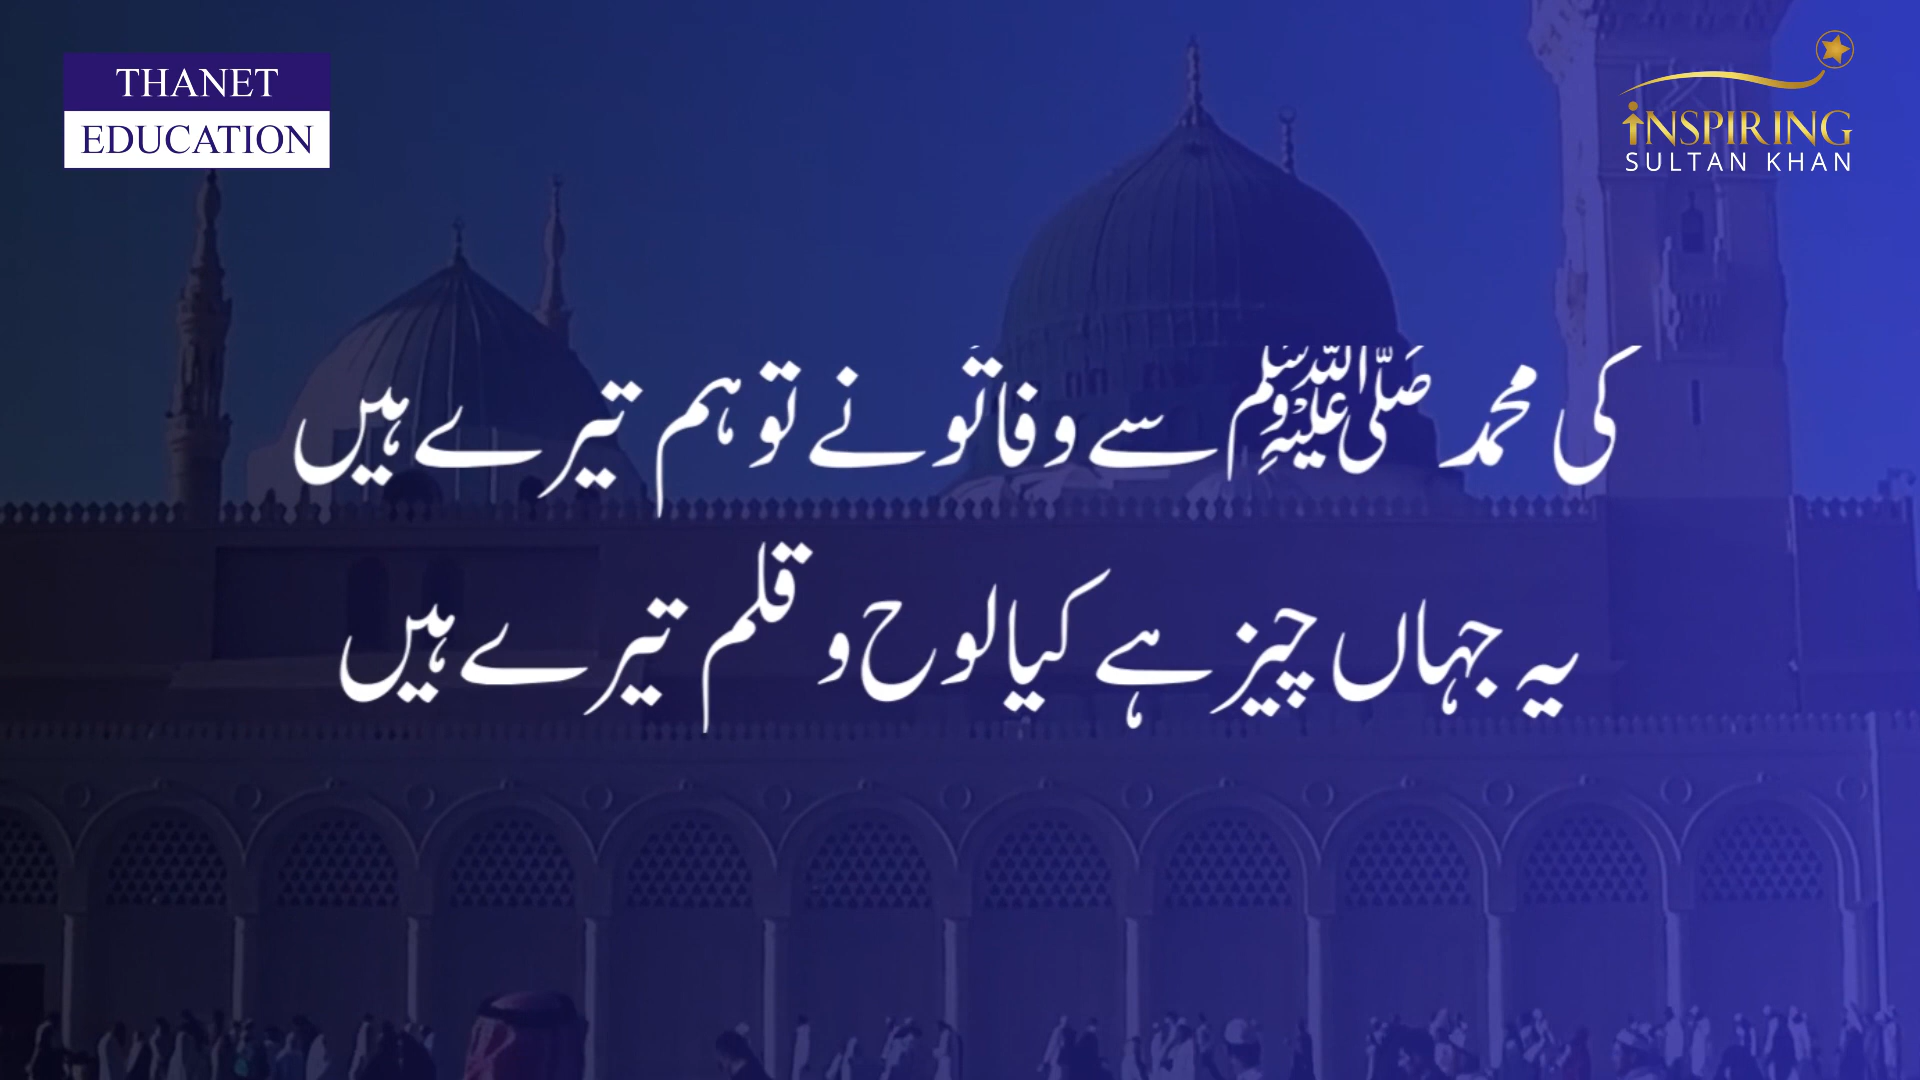 THANET
EDUCATION
iNSPIRING
SULTAN KHAN
کی محمد ﷺ سے وفا تو نے تو ہم تیرے ہیں
یہ جہاں چیز ہے کیا لوح و قلم تیرے ہیں